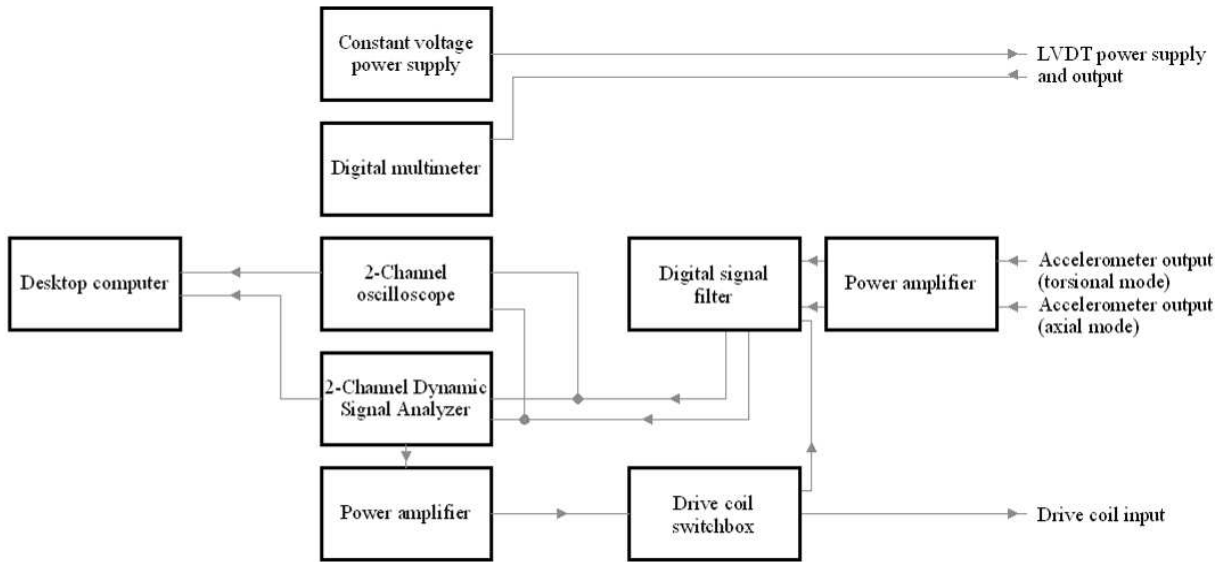 Constant voltage
power supply
LVDT power supply
and output
Digital multimeter
Desktop computer
2-Channel
oscilloscope
Digital signal
filter
Power amplifier
Accelerometer output
(torsional mode)
Accelerometer output
(axial mode)
2-Channel Dynamic
Signal Analyzer
Power amplifier
Drive coil
switchbox
Drive coil input